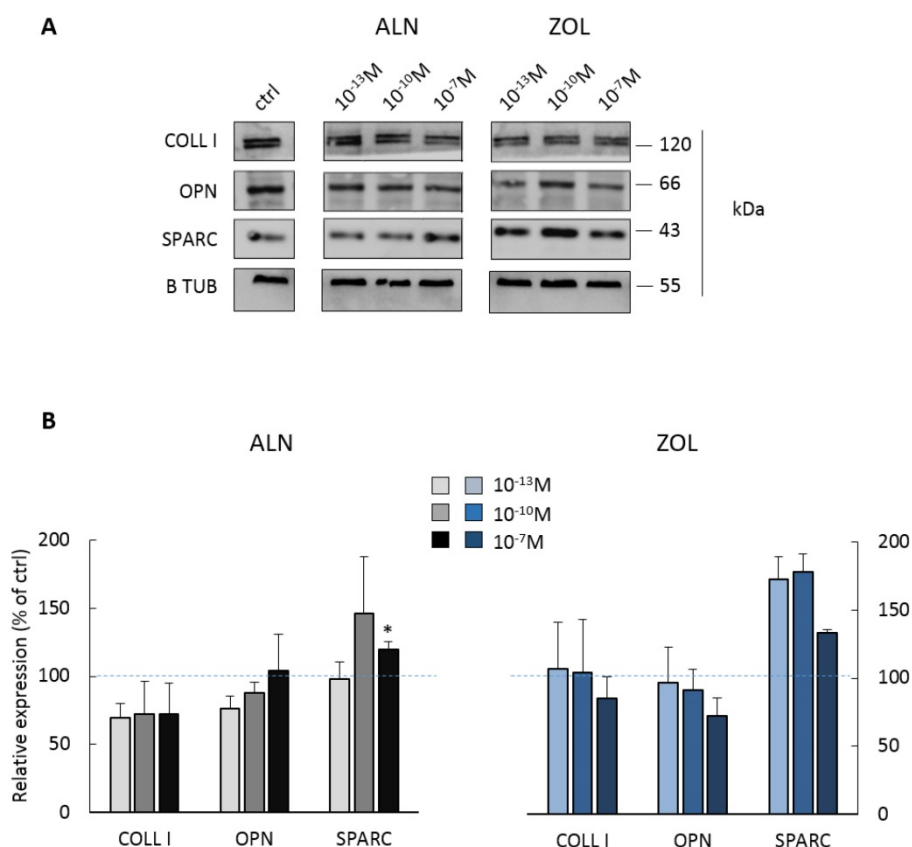 A
ALN
ZOL
ctrl
10⁻¹³M
10⁻¹⁰M
10⁻⁷M
10⁻¹³M
10⁻¹⁰M
10⁻⁷M
COLL I
120
OPN
66
kDa
SPARC
43
B TUB
55
B
ALN
ZOL
10⁻¹³M
10⁻¹⁰M
10⁻⁷M
Relative expression (% of ctrl)
200
150
100
50
0
*
COLL I OPN SPARC
200
150
100
50
0
COLL I OPN SPARC